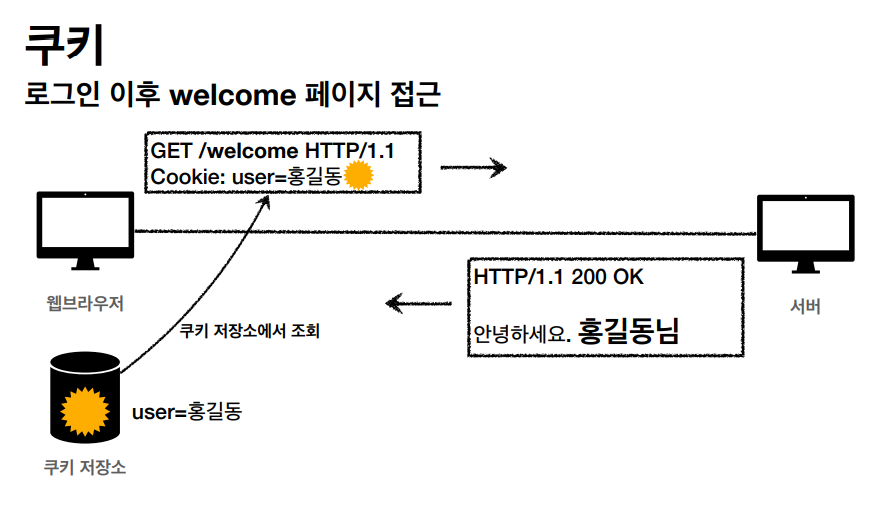 쿠키
로그인 이후 welcome 페이지 접근
GET /welcome HTTP/1.1
Cookie: user=홍길동
HTTP/1.1 200 OK
안녕하세요. 홍길동님
웹브라우저
서버
쿠키 저장소에서 조회
user=홍길동
쿠키 저장소